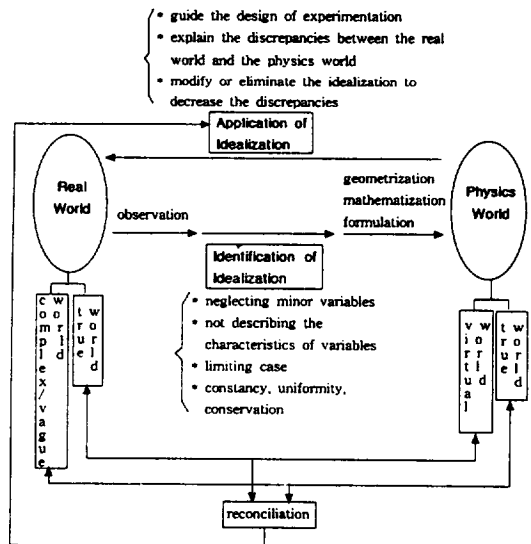 • guide the design of experimentation
• explain the discrepancies between the real
world and the physics world
• modify or eliminate the idealization to
decrease the discrepancies
Application of
Idealization
Real
World
observation
geometrization
mathematization
formulation
Physics
World
Identification of
Idealization
• neglecting minor variables
• not describing the
characteristics of variables
• limiting case
• constancy, uniformity,
conservation
complex/vague
world
true
world
virtual
world
true
world
reconciliation